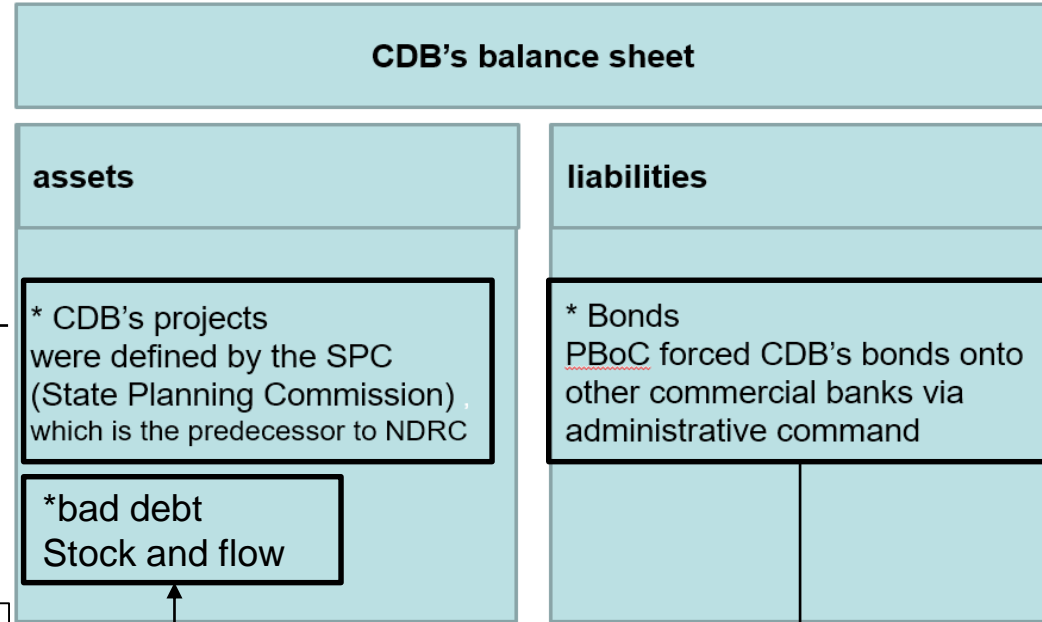 CDB’s balance sheet
assets
liabilities
* CDB’s projects
were defined by the SPC
(State Planning Commission) ,
which is the predecessor to NDRC
* Bonds
PBoC forced CDB’s bonds onto
other commercial banks via
administrative command
*bad debt
Stock and flow